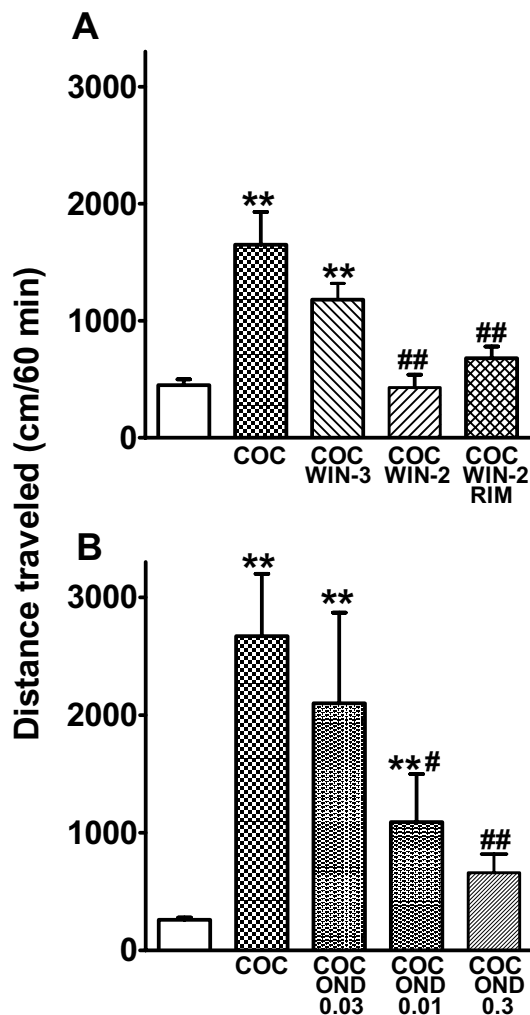 A
3000
2000
1000
0
**
**
##
##
COC
COC
WIN-3
COC
WIN-2
COC
WIN-2
RIM
Distance traveled (cm/60 min)
B
3000
2000
1000
0
**
**
**#
##
COC
COC
OND
0.03
COC
OND
0.01
COC
OND
0.3